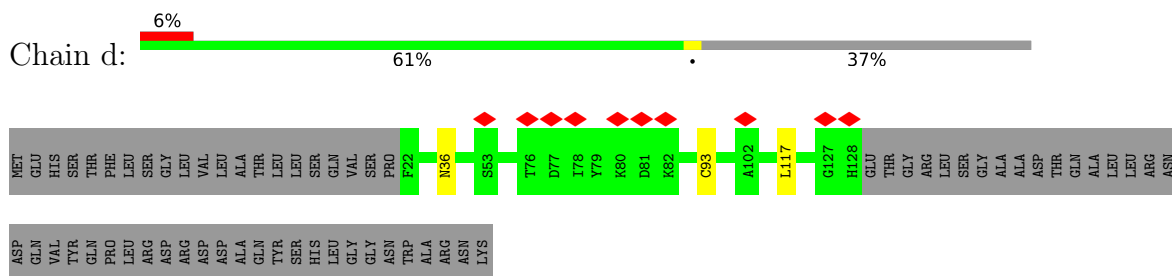 6%
Chain d:
61% • 37%
MET GLU HIS SER THR THR PHE LEU SER GLY LEU VAL LEU ALA THR LEU LEU SER GLN VAL SER PRO F22 N36 S53 T76 D77 I78 Y79 K80 D81 K82 C93 A102 L117 G127 H128 GLU THR GLY ARG LEU SER GLY ALA ALA ASP THR GLN ALA LEU LEU ARG ASN
ASP GLN VAL TYR GLN PRO LEU ARG ASP ARG ASP ASP ALA GLN TYR SER HIS LEU GLY GLY ASN TRP ALA ARG ASN LYS